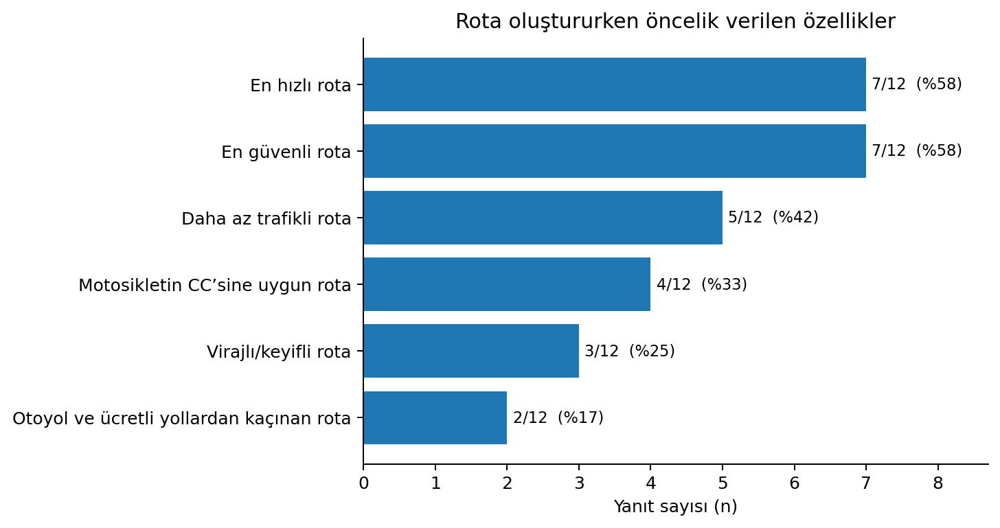 Rota oluştururken öncelik verilen özellikler
En hızlı rota 7/12 (%58)
En güvenli rota 7/12 (%58)
Daha az trafikli rota 5/12 (%42)
Motosikletin CC’sine uygun rota 4/12 (%33)
Virajlı/keyifli rota 3/12 (%25)
Otoyol ve ücretli yollardan kaçınan rota 2/12 (%17)
0 1 2 3 4 5 6 7 8
Yanıt sayısı (n)